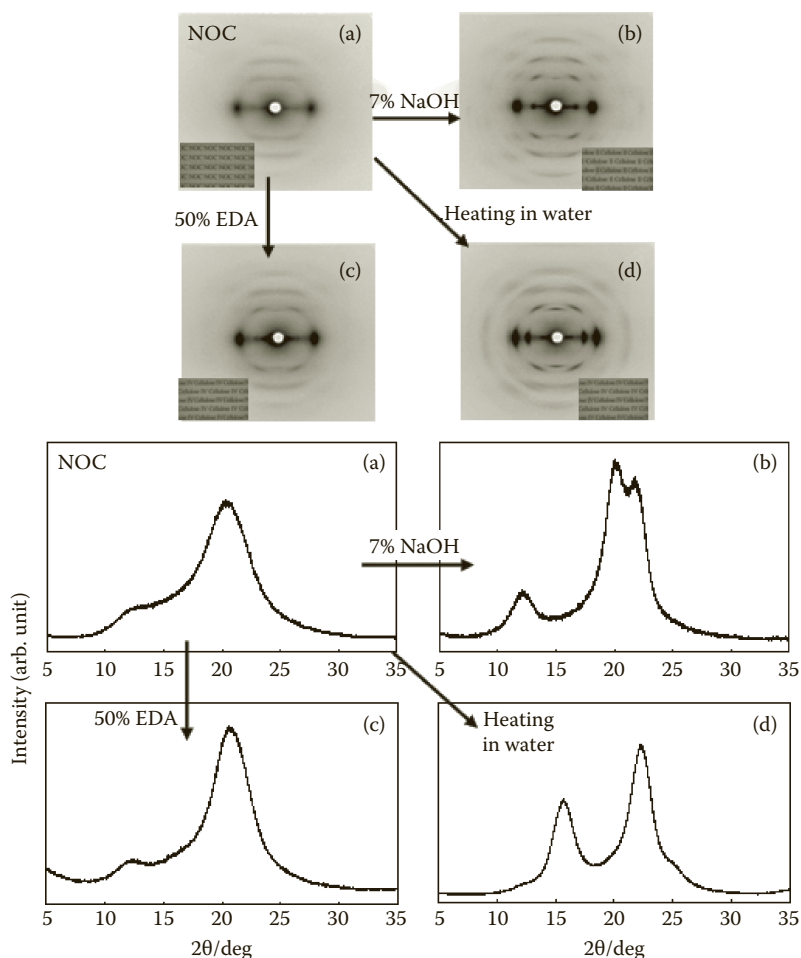 NOC
(a)
(b)
7% NaOH
50% EDA
Heating in water
(c)
(d)
NOC
(a)
(b)
7% NaOH
5 10 15 20 25 30 35
5 10 15 20 25 30 35
50% EDA
(c)
Heating
in water
(d)
Intensity (arb. unit)
5 10 15 20 25 30 35
5 10 15 20 25 30 35
2θ/deg
2θ/deg